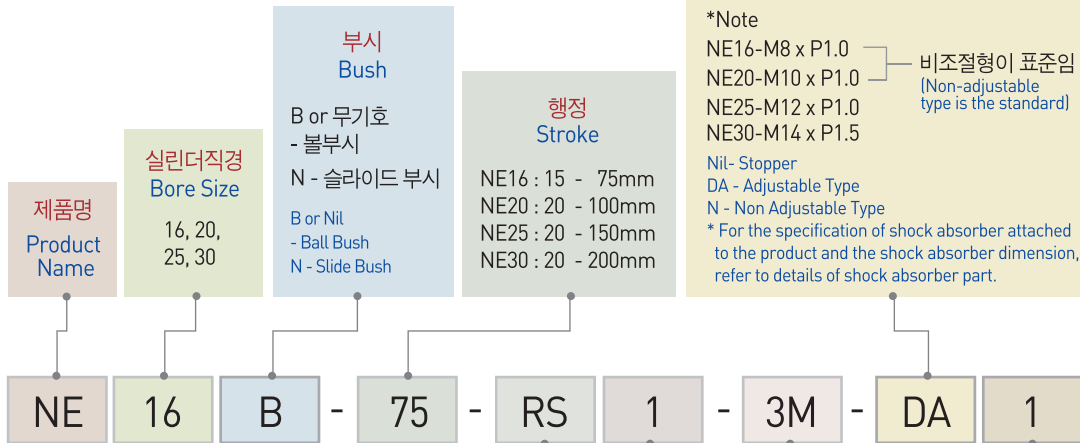 제품명
Product
Name
실린더직경
Bore Size
16, 20,
25, 30
부시
Bush
B or 무기호
- 볼부시
N - 슬라이드 부시
B or Nil
- Ball Bush
N - Slide Bush
행정
Stroke
NE16 : 15 - 75mm
NE20 : 20 - 100mm
NE25 : 20 - 150mm
NE30 : 20 - 200mm
*Note
NE16-M8 x P1.0
NE20-M10 x P1.0
비조절형이 표준임
(Non-adjustable
type is the standard)
NE25-M12 x P1.0
NE30-M14 x P1.5
Nil- Stopper
DA - Adjustable Type
N - Non Adjustable Type
* For the specification of shock absorber attached
to the product and the shock absorber dimension,
refer to details of shock absorber part.
NE 16 B - 75 - RS 1 - 3M - DA 1